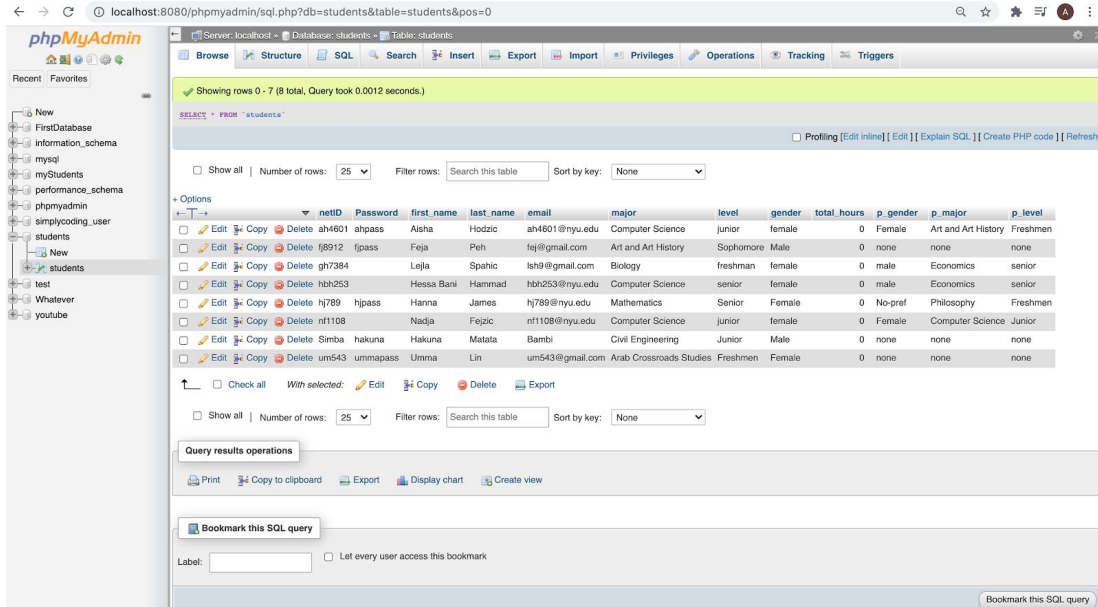 localhost:8080/phpmyadmin/sql.php?db=students&table=students&pos=0
A
phpMyAdmin
Recent Favorites
New
FirstDatabase
information_schema
mysql
myStudents
performance_schema
phpmyadmin
simplycoding_user
students
New
students
test
Whatever
youtube
Server: localhost » Database: students » Table: students
Browse Structure SQL Search Insert Export Import Privileges Operations Tracking Triggers
Showing rows 0 - 7 (8 total, Query took 0.0012 seconds.)
SELECT * FROM `students`
Profiling [Edit inline] [ Edit ] [ Explain SQL ] [ Create PHP code ] [ Refresh
Show all | Number of rows: 25 Filter rows: Search this table Sort by key: None
+ Options
netID Password first_name last_name email major level gender total_hours p_gender p_major p_level
Edit Copy Delete ah4601 ahpass Aisha Hodzic ah4601@nyu.edu Computer Science junior female 0 Female Art and Art History Freshmen
Edit Copy Delete fj8912 fjpass Feja Peh fej@gmail.com Art and Art History Sophomore Male 0 none none none
Edit Copy Delete gh7384 Lejla Spahic lsh9@gmail.com Biology freshman female 0 male Economics senior
Edit Copy Delete hbh253 Hessa Bani Hammad hbh253@nyu.edu Computer Science senior female 0 male Economics senior
Edit Copy Delete hj789 hjpass Hanna James hj789@nyu.edu Mathematics Senior Female 0 No-pref Philosophy Freshmen
Edit Copy Delete nf1108 Nadja Fejzic nf1108@nyu.edu Computer Science junior female 0 Female Computer Science Junior
Edit Copy Delete Simba hakuna Hakuna Matata Bambi Civil Engineering Junior Male 0 none none none
Edit Copy Delete um543 ummapass Umma Lin um543@gmail.com Arab Crossroads Studies Freshmen Female 0 none none none
Check all With selected: Edit Copy Delete Export
Show all | Number of rows: 25 Filter rows: Search this table Sort by key: None
Query results operations
Print Copy to clipboard Export Display chart Create view
Bookmark this SQL query
Label: Let every user access this bookmark
Bookmark this SQL query